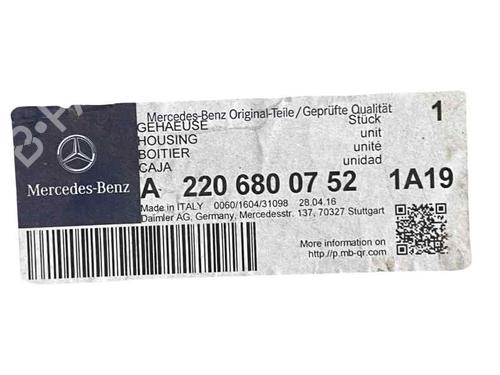 Mercedes-Benz Original-Teile/Geprüfte Qualität 1
GEHAEUSE Stück
HOUSING unit
BOITIER unité
CAJA unidad
Mercedes-Benz
A 220 680 07 52 1A19
Made in ITALY 0060/1604/31098 28.04.16
Daimler AG, Germany, Mercedesstr. 137, 70327 Stuttgart
More information on
http://p.mb-qr.com/